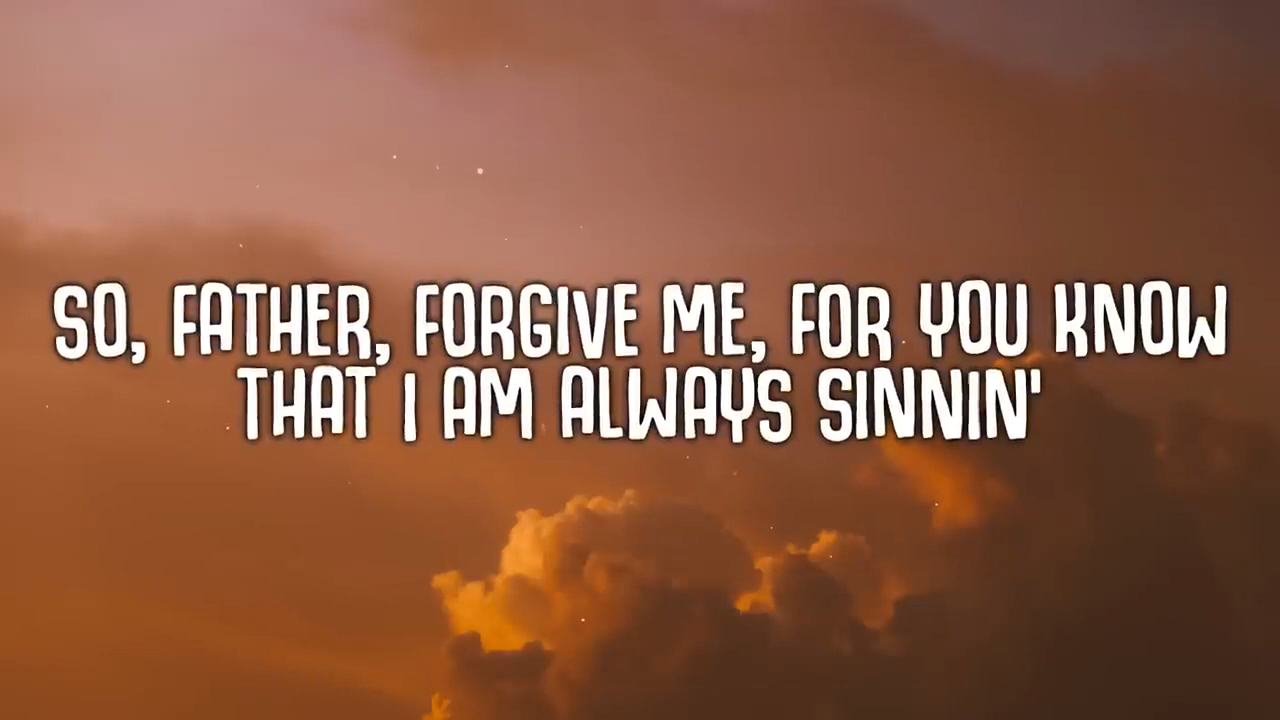 SO, FATHER, FORGIVE ME, FOR YOU KNOW
THAT I AM ALWAYS SINNIN'